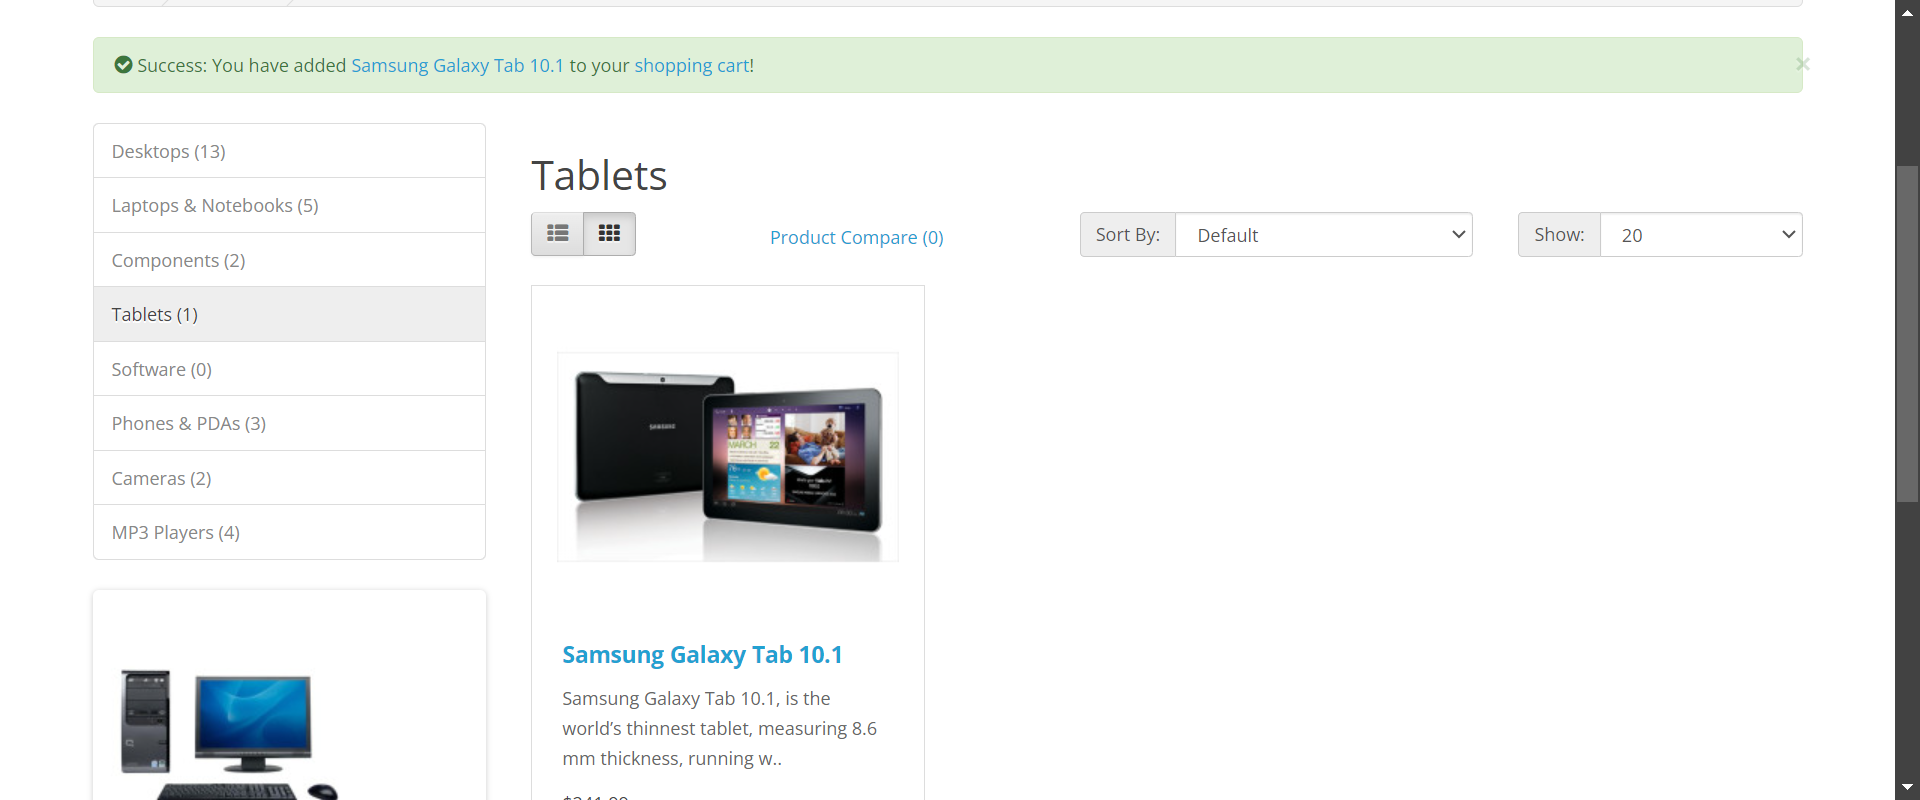 Success: You have added Samsung Galaxy Tab 10.1 to your shopping cart!
×
Desktops (13)
Laptops & Notebooks (5)
Components (2)
Tablets (1)
Software (0)
Phones & PDAs (3)
Cameras (2)
MP3 Players (4)
Tablets
Product Compare (0)
Sort By: Default
Show: 20
SAMSUNG
MARCH 22
Samsung Galaxy Tab 10.1
Samsung Galaxy Tab 10.1, is the
world’s thinnest tablet, measuring 8.6
mm thickness, running w..